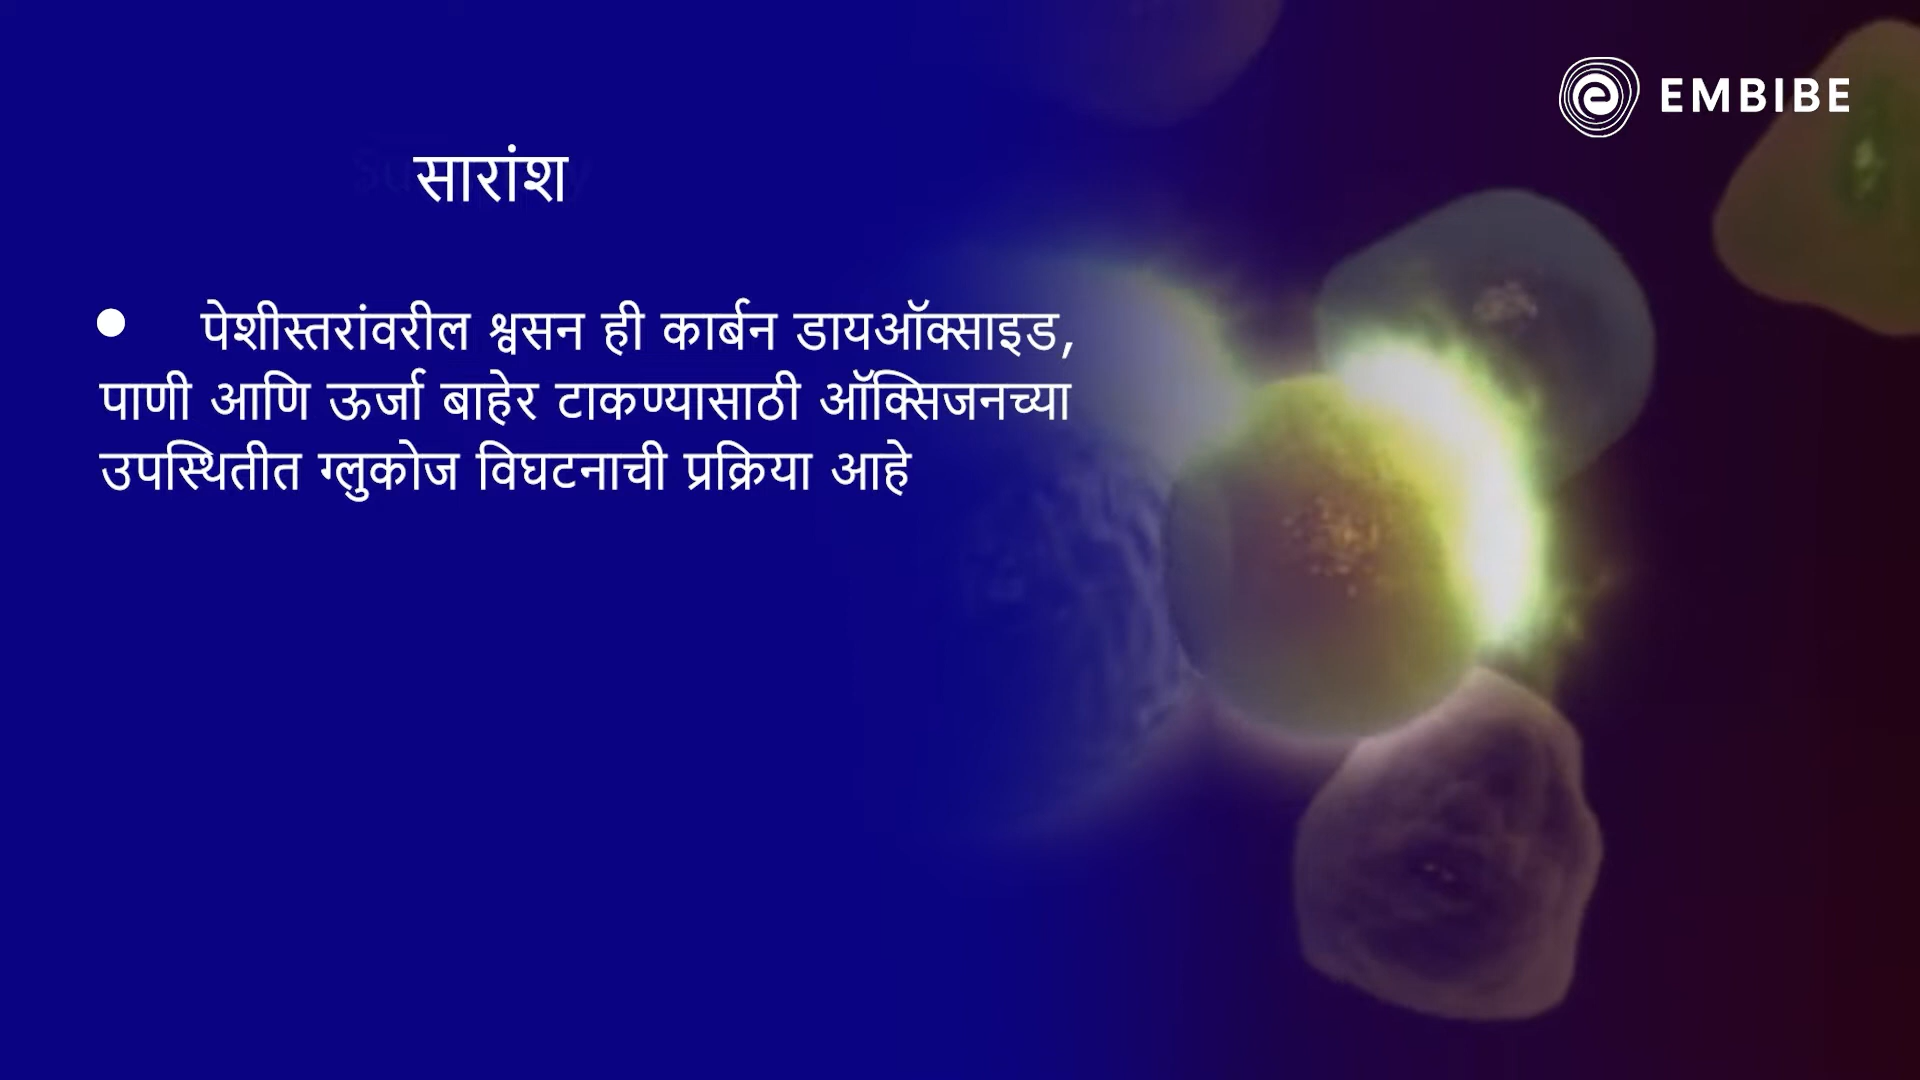 EMBIBE
सारांश
● पेशीस्तरांवरील श्वसन ही कार्बन डायऑक्साइड,
पाणी आणि ऊर्जा बाहेर टाकण्यासाठी ऑक्सिजनच्या
उपस्थितीत ग्लुकोज विघटनाची प्रक्रिया आहे